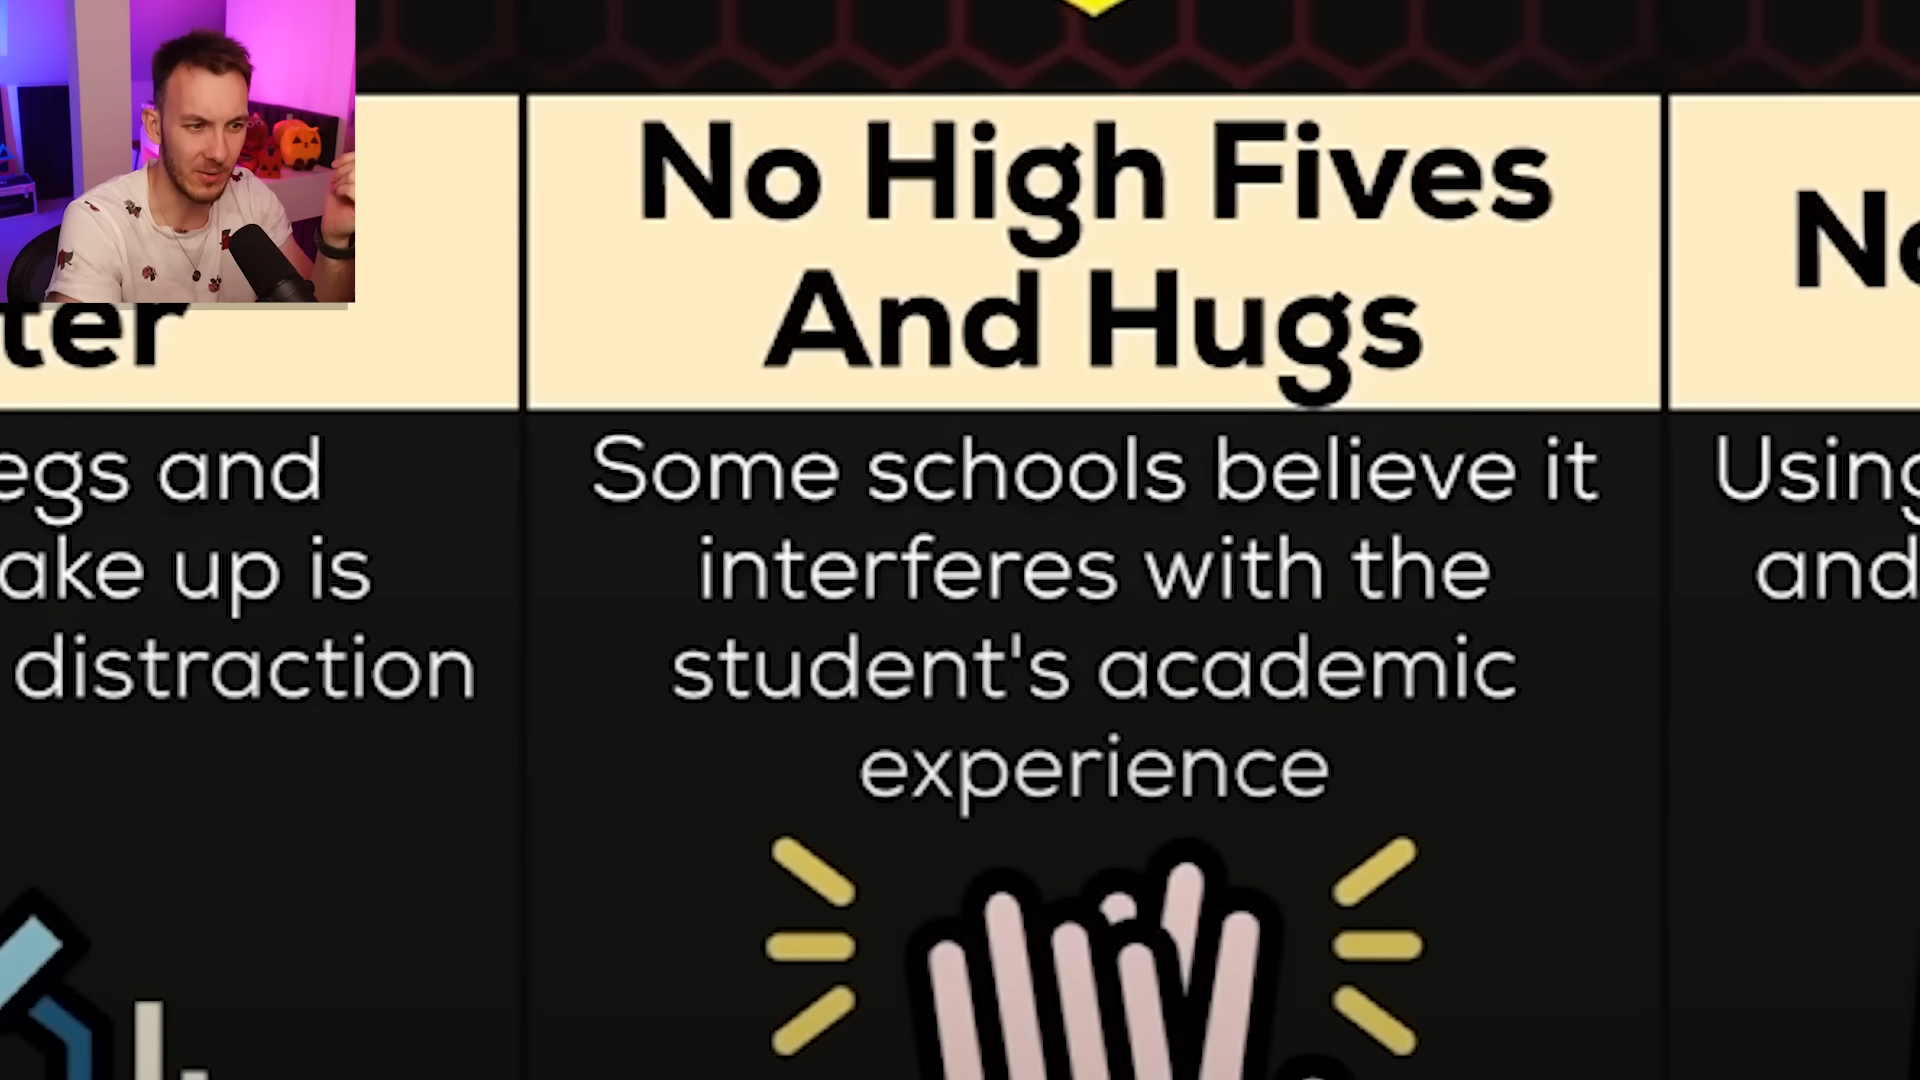 ter
egs and
ake up is
distraction
No High Fives
And Hugs
Some schools believe it
interferes with the
student's academic
experience
Using
and